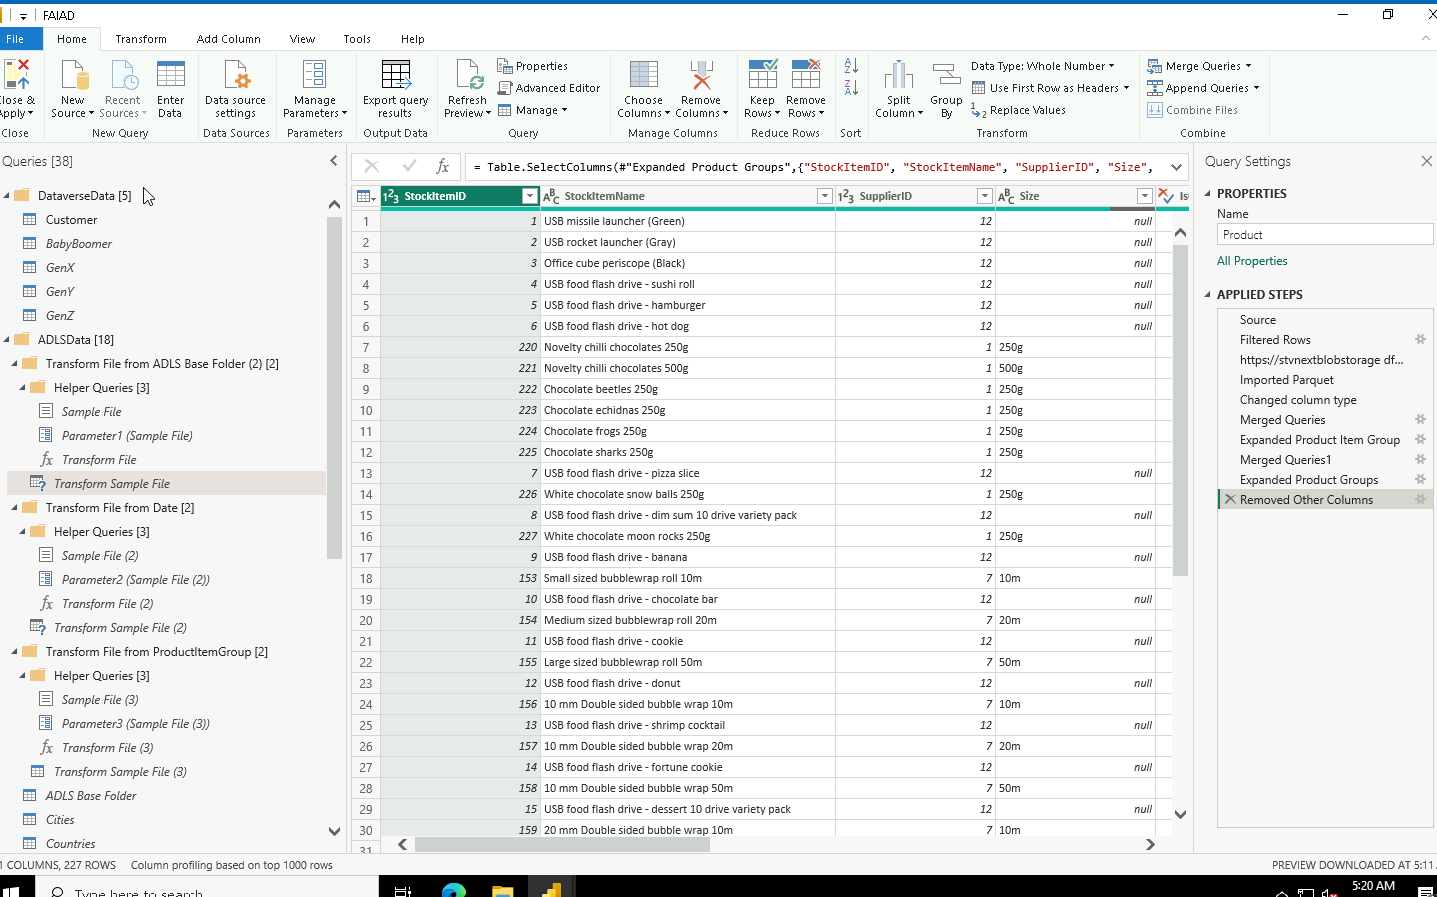 FAIAD
File Home Transform Add Column View Tools Help
Close & Apply
New Source
Recent Sources
Enter Data
Data source settings
Manage Parameters
Export query results
Refresh Preview
Properties
Advanced Editor
Manage
Choose Columns
Remove Columns
Keep Rows
Remove Rows
A Z
Z A
Split Column
Group By
Data Type: Whole Number
Use First Row as Headers
Replace Values
Merge Queries
Append Queries
Combine Files
Close New Query Data Sources Parameters Output Data Query Manage Columns Reduce Rows Sort Transform Combine
Queries [38]
DataverseData [5]
Customer
BabyBoomer
GenX
GenY
GenZ
ADLSData [18]
Transform File from ADLS Base Folder (2) [2]
Helper Queries [3]
Sample File
Parameter1 (Sample File)
fx Transform File
Transform Sample File
Transform File from Date [2]
Helper Queries [3]
Sample File (2)
Parameter2 (Sample File (2))
fx Transform File (2)
Transform Sample File (2)
Transform File from ProductItemGroup [2]
Helper Queries [3]
Sample File (3)
Parameter3 (Sample File (3))
fx Transform File (3)
Transform Sample File (3)
ADLS Base Folder
Cities
Countries
fx = Table.SelectColumns(#"Expanded Product Groups",{"StockItemID", "StockItemName", "SupplierID", "Size",
123 StockItemID ABC StockItemName 123 SupplierID ABC Size Is
1 1 USB missile launcher (Green) 12 null
2 2 USB rocket launcher (Gray) 12 null
3 3 Office cube periscope (Black) 12 null
4 4 USB food flash drive - sushi roll 12 null
5 5 USB food flash drive - hamburger 12 null
6 6 USB food flash drive - hot dog 12 null
7 220 Novelty chilli chocolates 250g 1 250g
8 221 Novelty chilli chocolates 500g 1 500g
9 222 Chocolate beetles 250g 1 250g
10 223 Chocolate echidnas 250g 1 250g
11 224 Chocolate frogs 250g 1 250g
12 225 Chocolate sharks 250g 1 250g
13 7 USB food flash drive - pizza slice 12 null
14 226 White chocolate snow balls 250g 1 250g
15 8 USB food flash drive - dim sum 10 drive variety pack 12 null
16 227 White chocolate moon rocks 250g 1 250g
17 9 USB food flash drive - banana 12 null
18 153 Small sized bubblewrap roll 10m 7 10m
19 10 USB food flash drive - chocolate bar 12 null
20 154 Medium sized bubblewrap roll 20m 7 20m
21 11 USB food flash drive - cookie 12 null
22 155 Large sized bubblewrap roll 50m 7 50m
23 12 USB food flash drive - donut 12 null
24 156 10 mm Double sided bubble wrap 10m 7 10m
25 13 USB food flash drive - shrimp cocktail 12 null
26 157 10 mm Double sided bubble wrap 20m 7 20m
27 14 USB food flash drive - fortune cookie 12 null
28 158 10 mm Double sided bubble wrap 50m 7 50m
29 15 USB food flash drive - dessert 10 drive variety pack 12 null
30 159 20 mm Double sided bubble wrap 10m 7 10m
31
Query Settings
PROPERTIES
Name
Product
All Properties
APPLIED STEPS
Source
Filtered Rows
https://stvnextblobstorage df...
Imported Parquet
Changed column type
Merged Queries
Expanded Product Item Group
Merged Queries1
Expanded Product Groups
Removed Other Columns
1 COLUMNS, 227 ROWS Column profiling based on top 1000 rows
PREVIEW DOWNLOADED AT 5:11
Type here to search
5:20 AM